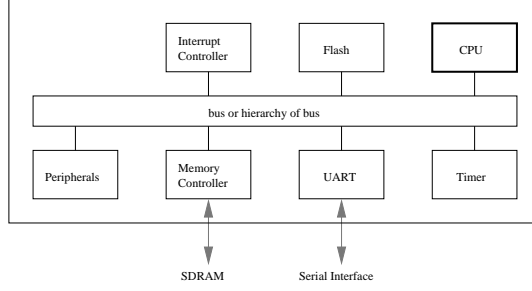 Interrupt
Controller
Flash
CPU
bus or hierarchy of bus
Peripherals
Memory
Controller
UART
Timer
SDRAM
Serial Interface